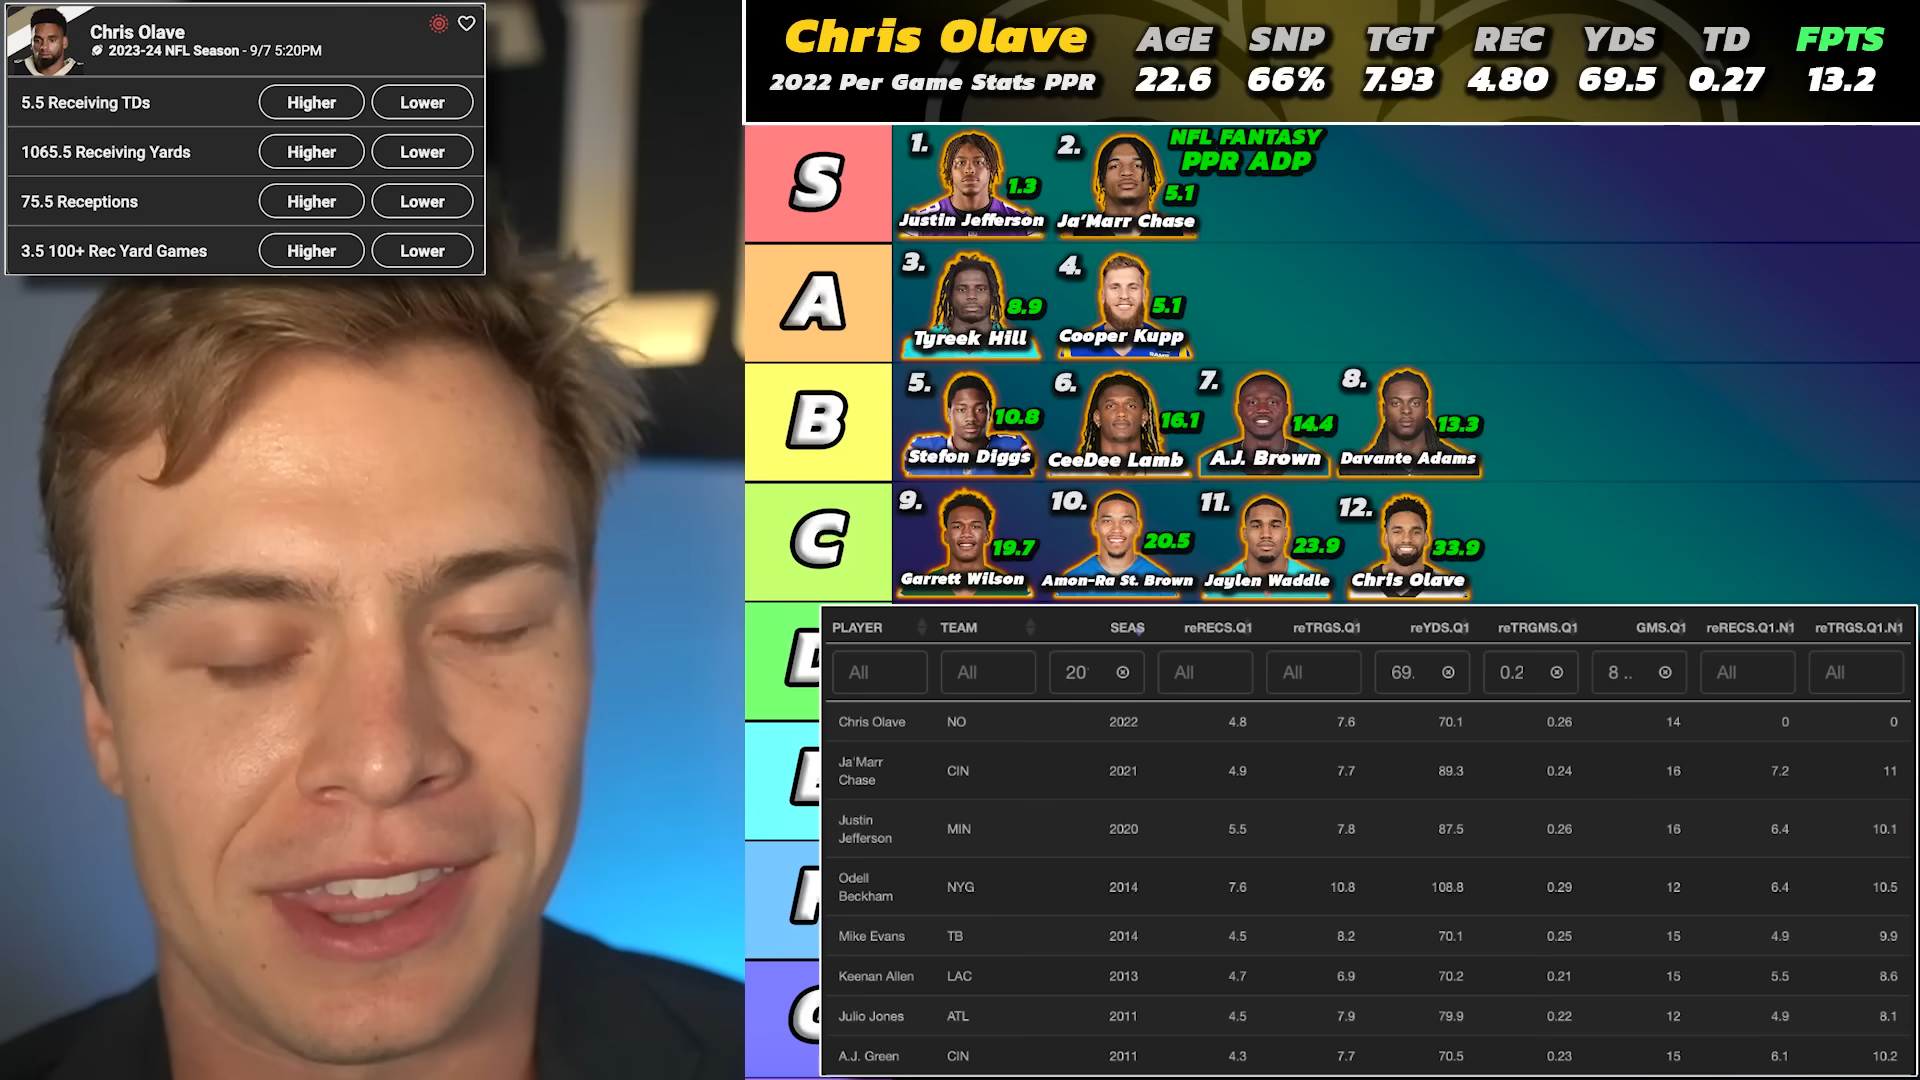 Chris Olave
2023-24 NFL Season - 9/7 5:20PM
5.5 Receiving TDs Higher Lower
1065.5 Receiving Yards Higher Lower
75.5 Receptions Higher Lower
3.5 100+ Rec Yard Games Higher Lower
Chris Olave AGE SNP TGT REC YDS TD FPTS
2022 Per Game Stats PPR 22.6 66% 7.93 4.80 69.5 0.27 13.2
NFL FANTASY
PPR ADP
S
1. 1.3 Justin Jefferson
2. 5.1 Ja'Marr Chase
A
3. 8.9 Tyreek Hill
4. 5.1 Cooper Kupp
B
5. 10.8 Stefon Diggs
6. 16.1 CeeDee Lamb
7. 14.4 A.J. Brown
8. 13.3 Davante Adams
C
9. 19.7 Garrett Wilson
10. 20.5 Amon-Ra St. Brown
11. 23.9 Jaylen Waddle
12. 33.9 Chris Olave
PLAYER TEAM SEAS reRECS.Q1 reTRGS.Q1 reYDS.Q1 reTRGMS.Q1 GMS.Q1 reRECS.Q1.N1 reTRGS.Q1.N1
All All 20 All All 69. 0.2 8 .. All All
Chris Olave NO 2022 4.8 7.6 70.1 0.26 14 0 0
Ja'Marr
Chase CIN 2021 4.9 7.7 89.3 0.24 16 7.2 11
Justin
Jefferson MIN 2020 5.5 7.8 87.5 0.26 16 6.4 10.1
Odell
Beckham NYG 2014 7.6 10.8 108.8 0.29 12 6.4 10.5
Mike Evans TB 2014 4.5 8.2 70.1 0.25 15 4.9 9.9
Keenan Allen LAC 2013 4.7 6.9 70.2 0.21 15 5.5 8.6
Julio Jones ATL 2011 4.5 7.9 79.9 0.22 12 4.9 8.1
A.J. Green CIN 2011 4.3 7.7 70.5 0.23 15 6.1 10.2